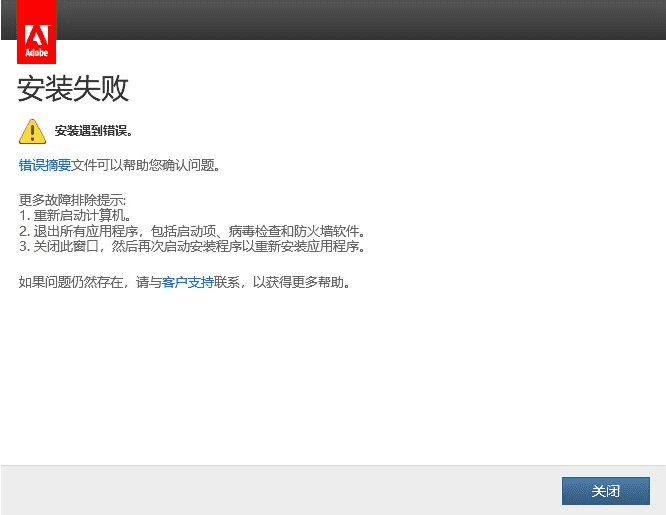 Adobe
安装失败
安装遇到错误。
错误摘要文件可以帮助您确认问题。
更多故障排除提示:
1. 重新启动计算机。
2. 退出所有应用程序，包括启动项、病毒检查和防火墙软件。
3. 关闭此窗口，然后再次启动安装程序以重新安装应用程序。
如果问题仍然存在，请与客户支持联系，以获得更多帮助。
关闭